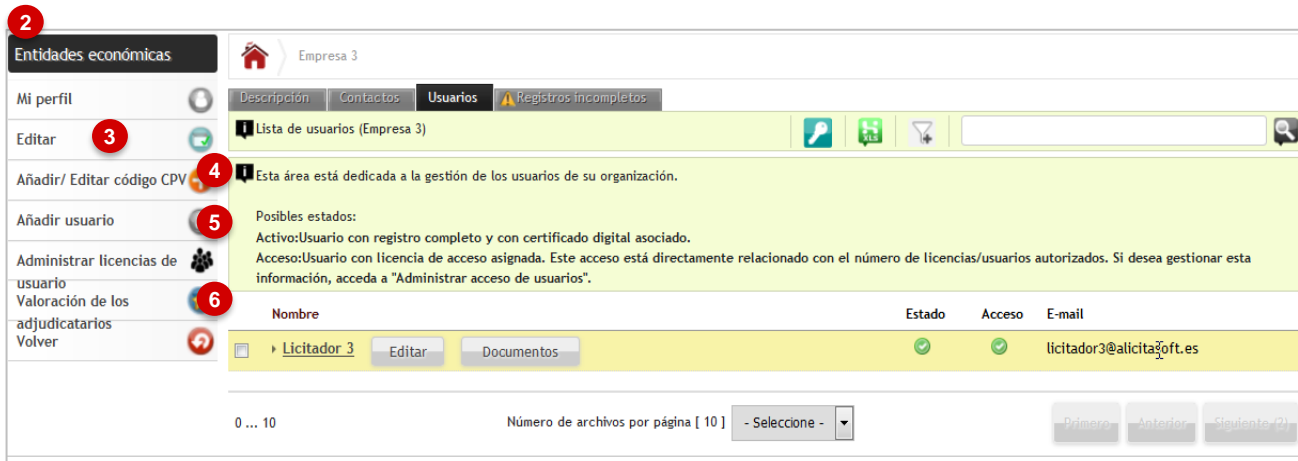 2
Entidades económicas
Empresa 3
Mi perfil
Descripción Contactos Usuarios Registros incompletos
Editar 3
Lista de usuarios (Empresa 3)
XLS
Añadir/ Editar código CPV 4
Esta área está dedicada a la gestión de los usuarios de su organización.
Añadir usuario 5
Posibles estados:
Activo:Usuario con registro completo y con certificado digital asociado.
Administrar licencias de
usuario
Acceso:Usuario con licencia de acceso asignada. Este acceso está directamente relacionado con el número de licencias/usuarios autorizados. Si desea gestionar esta
información, acceda a "Administrar acceso de usuarios".
Valoración de los
adjudicatarios
6
Nombre Estado Acceso E-mail
Volver
Licitador 3 Editar Documentos licitador3@alicitasoft.es
0 ... 10 Número de archivos por página [ 10 ] - Seleccione - Primero Anterior Siguiente (2)